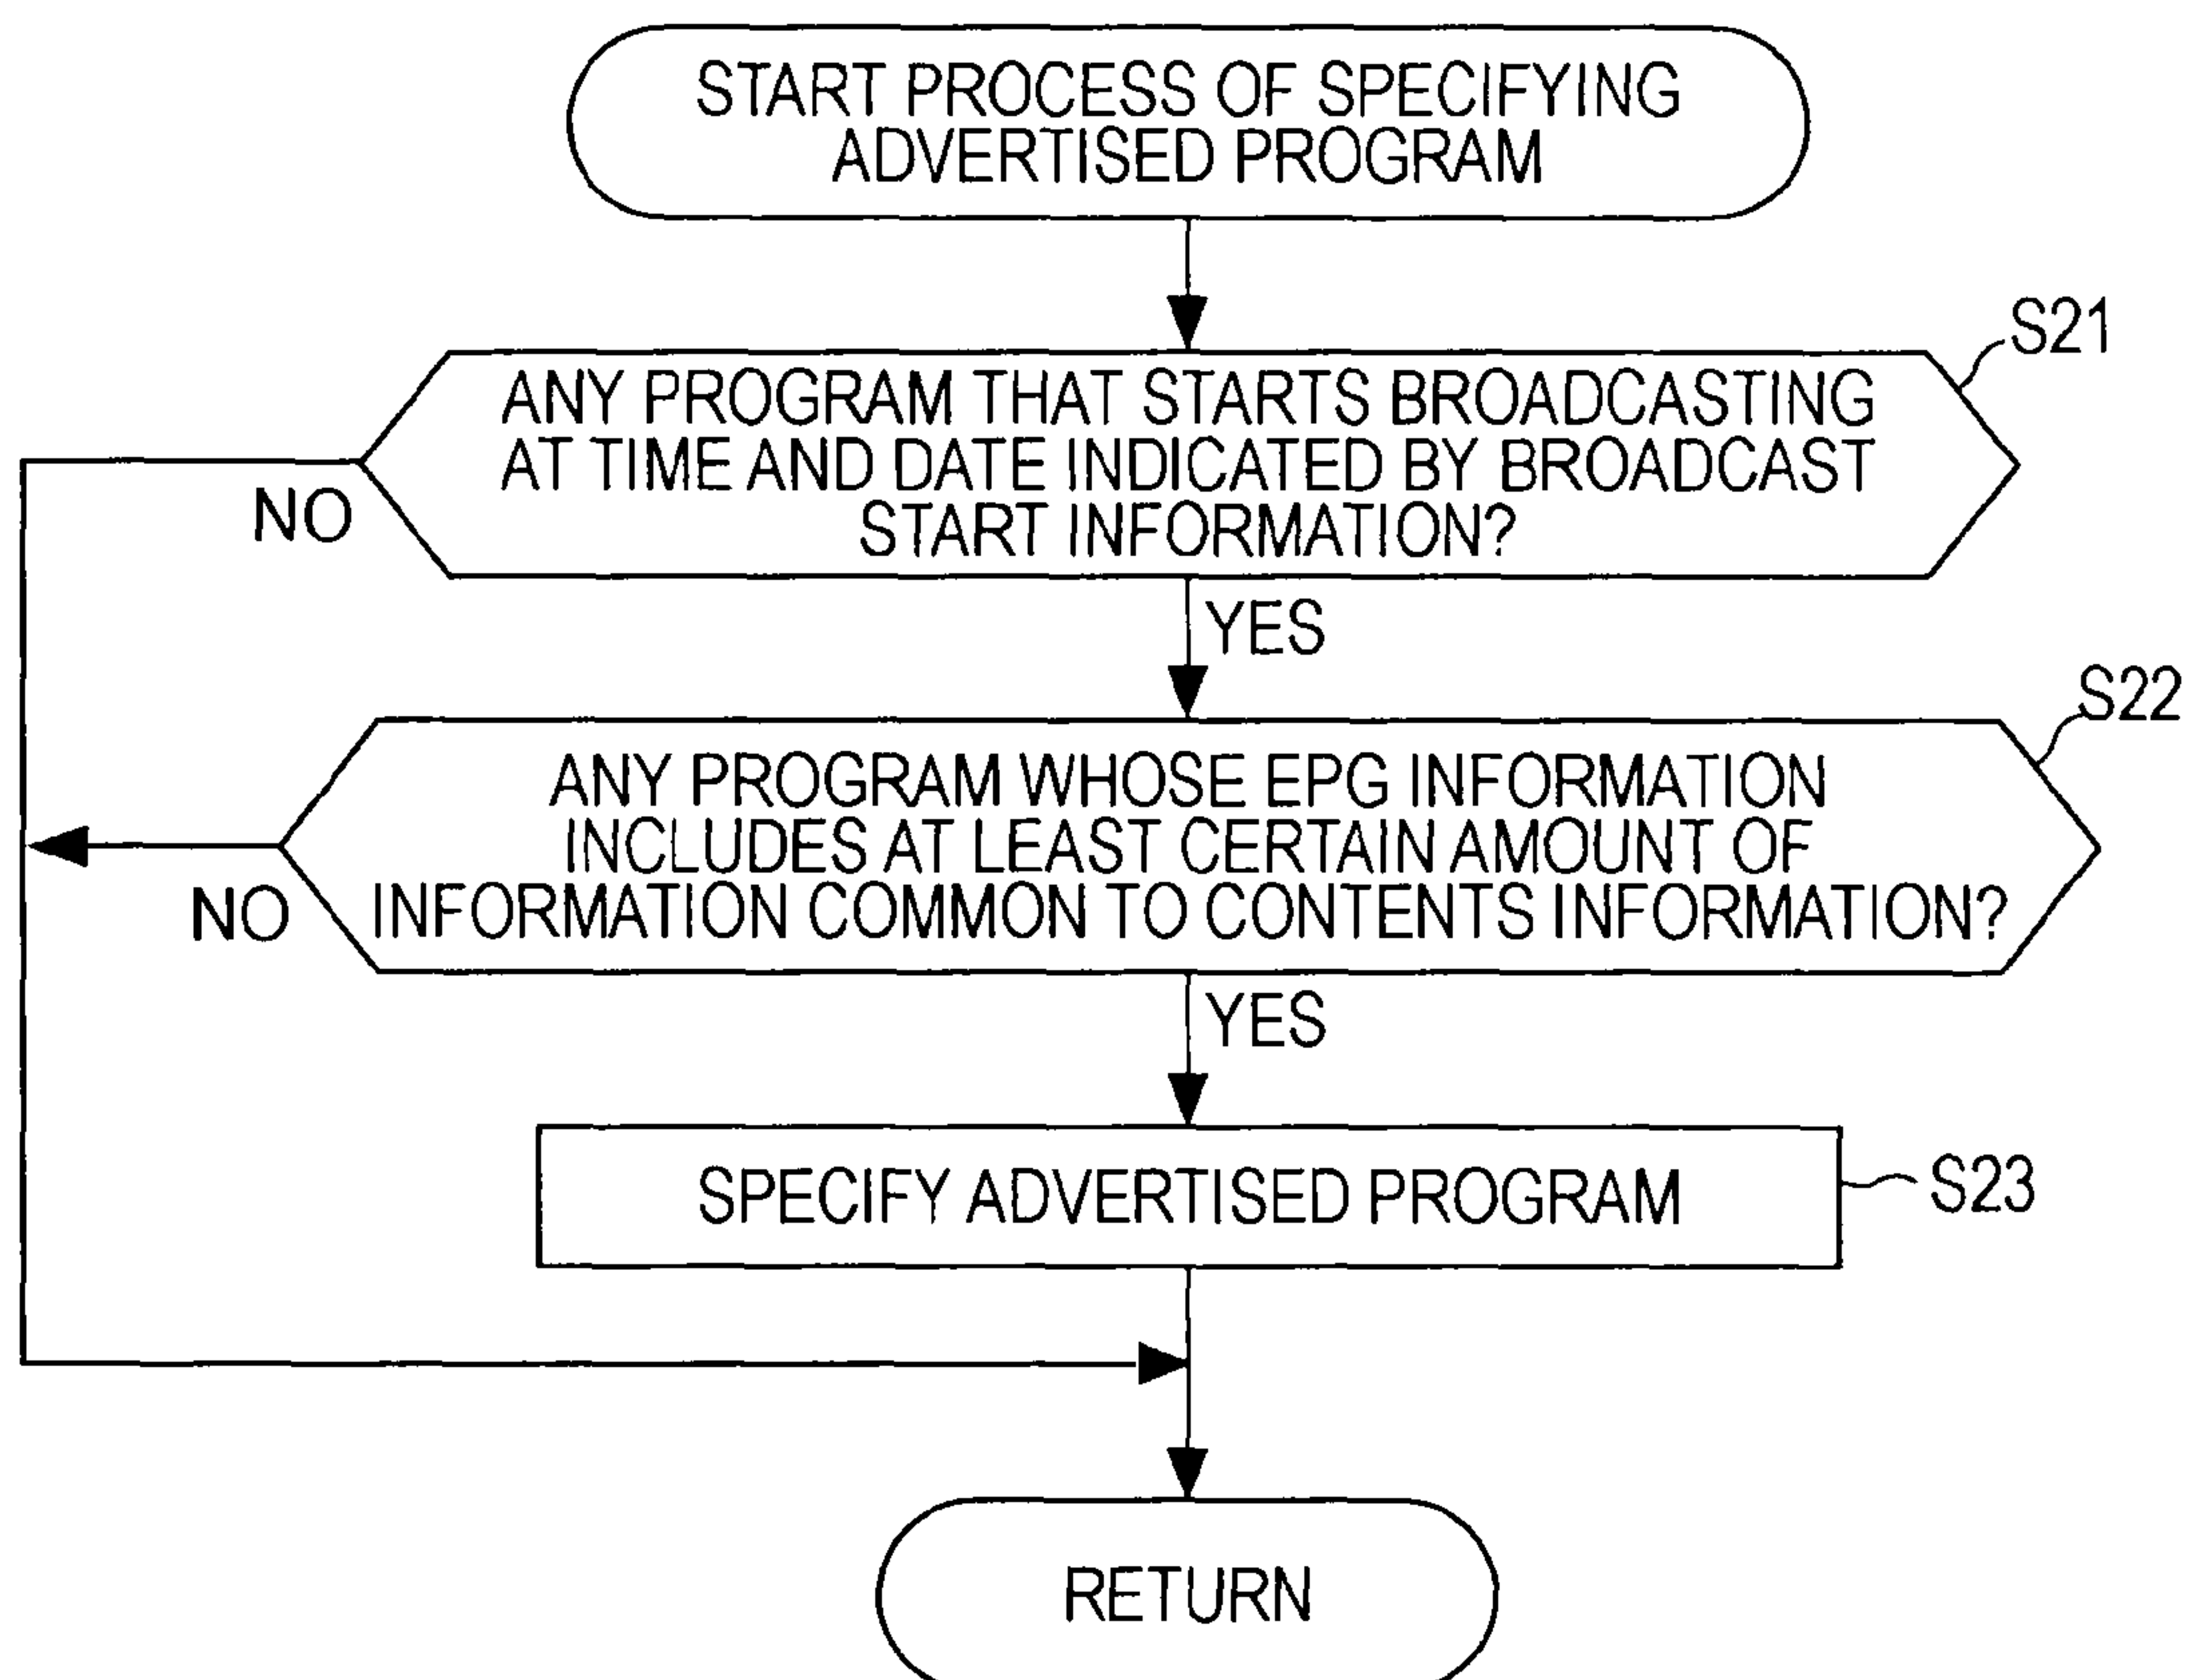 START PROCESS OF SPECIFYING
ADVERTISED PROGRAM
S21
ANY PROGRAM THAT STARTS BROADCASTING
AT TIME AND DATE INDICATED BY BROADCAST
START INFORMATION?
NO
YES
S22
ANY PROGRAM WHOSE EPG INFORMATION
INCLUDES AT LEAST CERTAIN AMOUNT OF
INFORMATION COMMON TO CONTENTS INFORMATION?
NO
YES
SPECIFY ADVERTISED PROGRAM
S23
RETURN